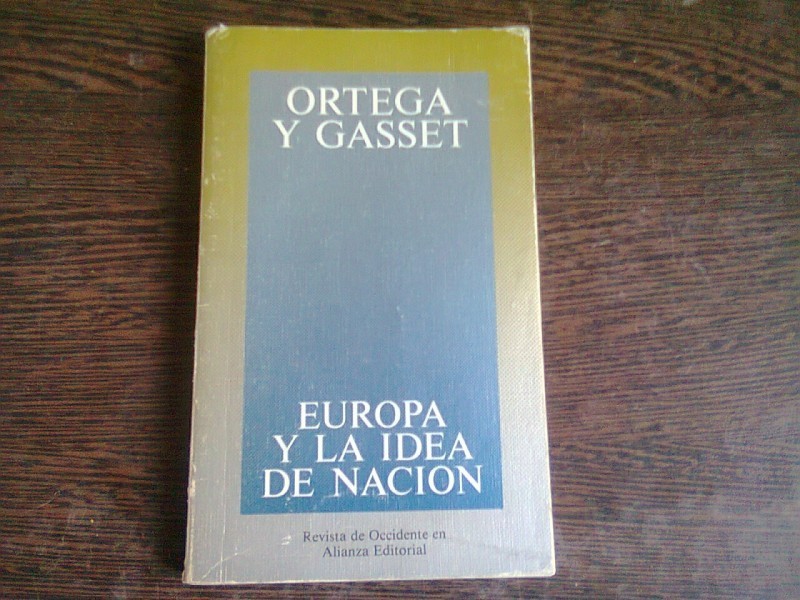 ORTEGA
Y GASSET
EUROPA
Y LA IDEA
DE NACION
Revista de Occidente en
Alianza Editorial